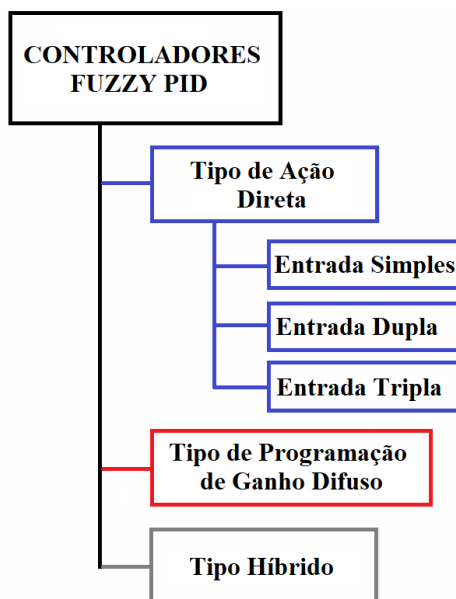 CONTROLADORES
FUZZY PID
Tipo de Ação
Direta
Entrada Simples
Entrada Dupla
Entrada Tripla
Tipo de Programação
de Ganho Difuso
Tipo Híbrido